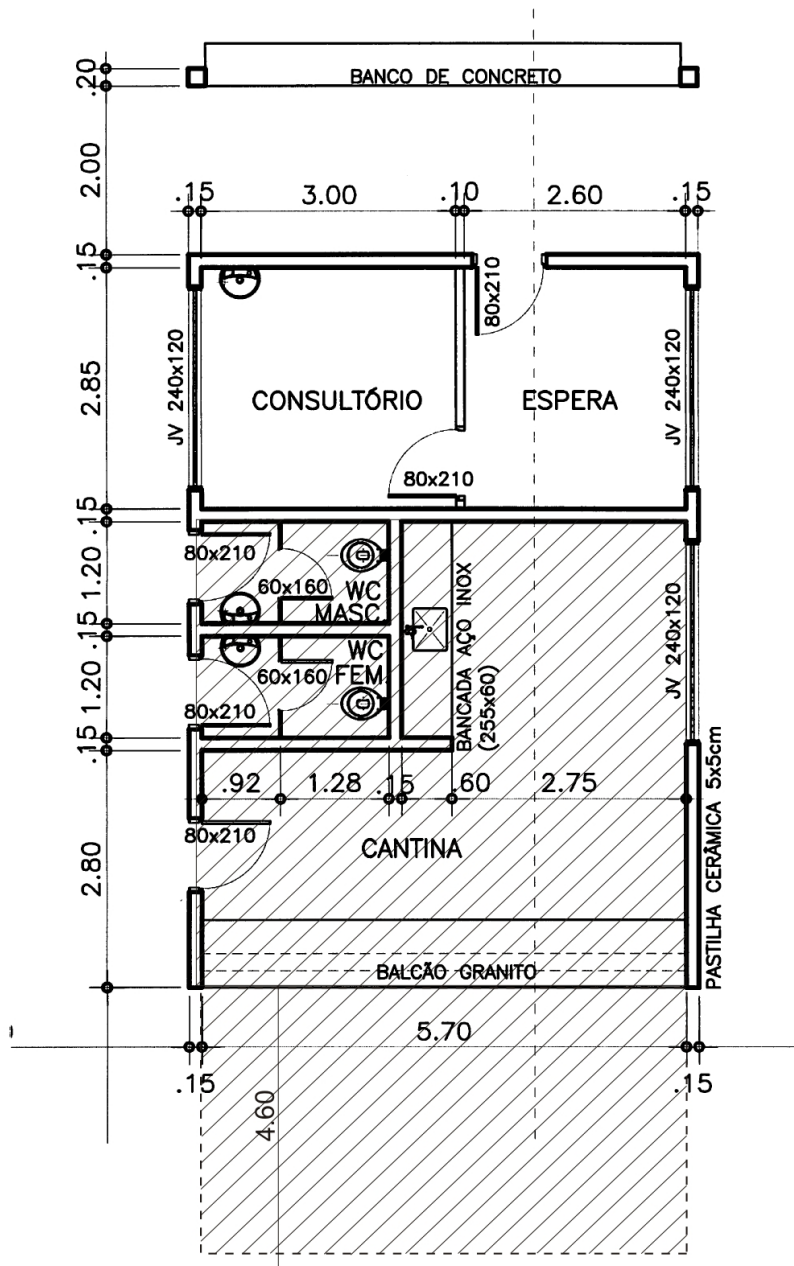 .20
BANCO DE CONCRETO
2.00
.15
3.00
.10
2.60
.15
.15
80x210
JV 240x120
2.85
CONSULTÓRIO
ESPERA
JV 240x120
80x210
.15
80x210
1.20
60x160
WC
MASC
BANCADA AÇO INOX
(255x60)
JV 240x120
.15
WC
FEM
60x160
1.20
80x210
.15
.92
1.28
.15
.60
2.75
PASTILHA CERÂMICA 5x5cm
80x210
CANTINA
2.80
BALCÃO GRANITO
5.70
.15
.15
4.60